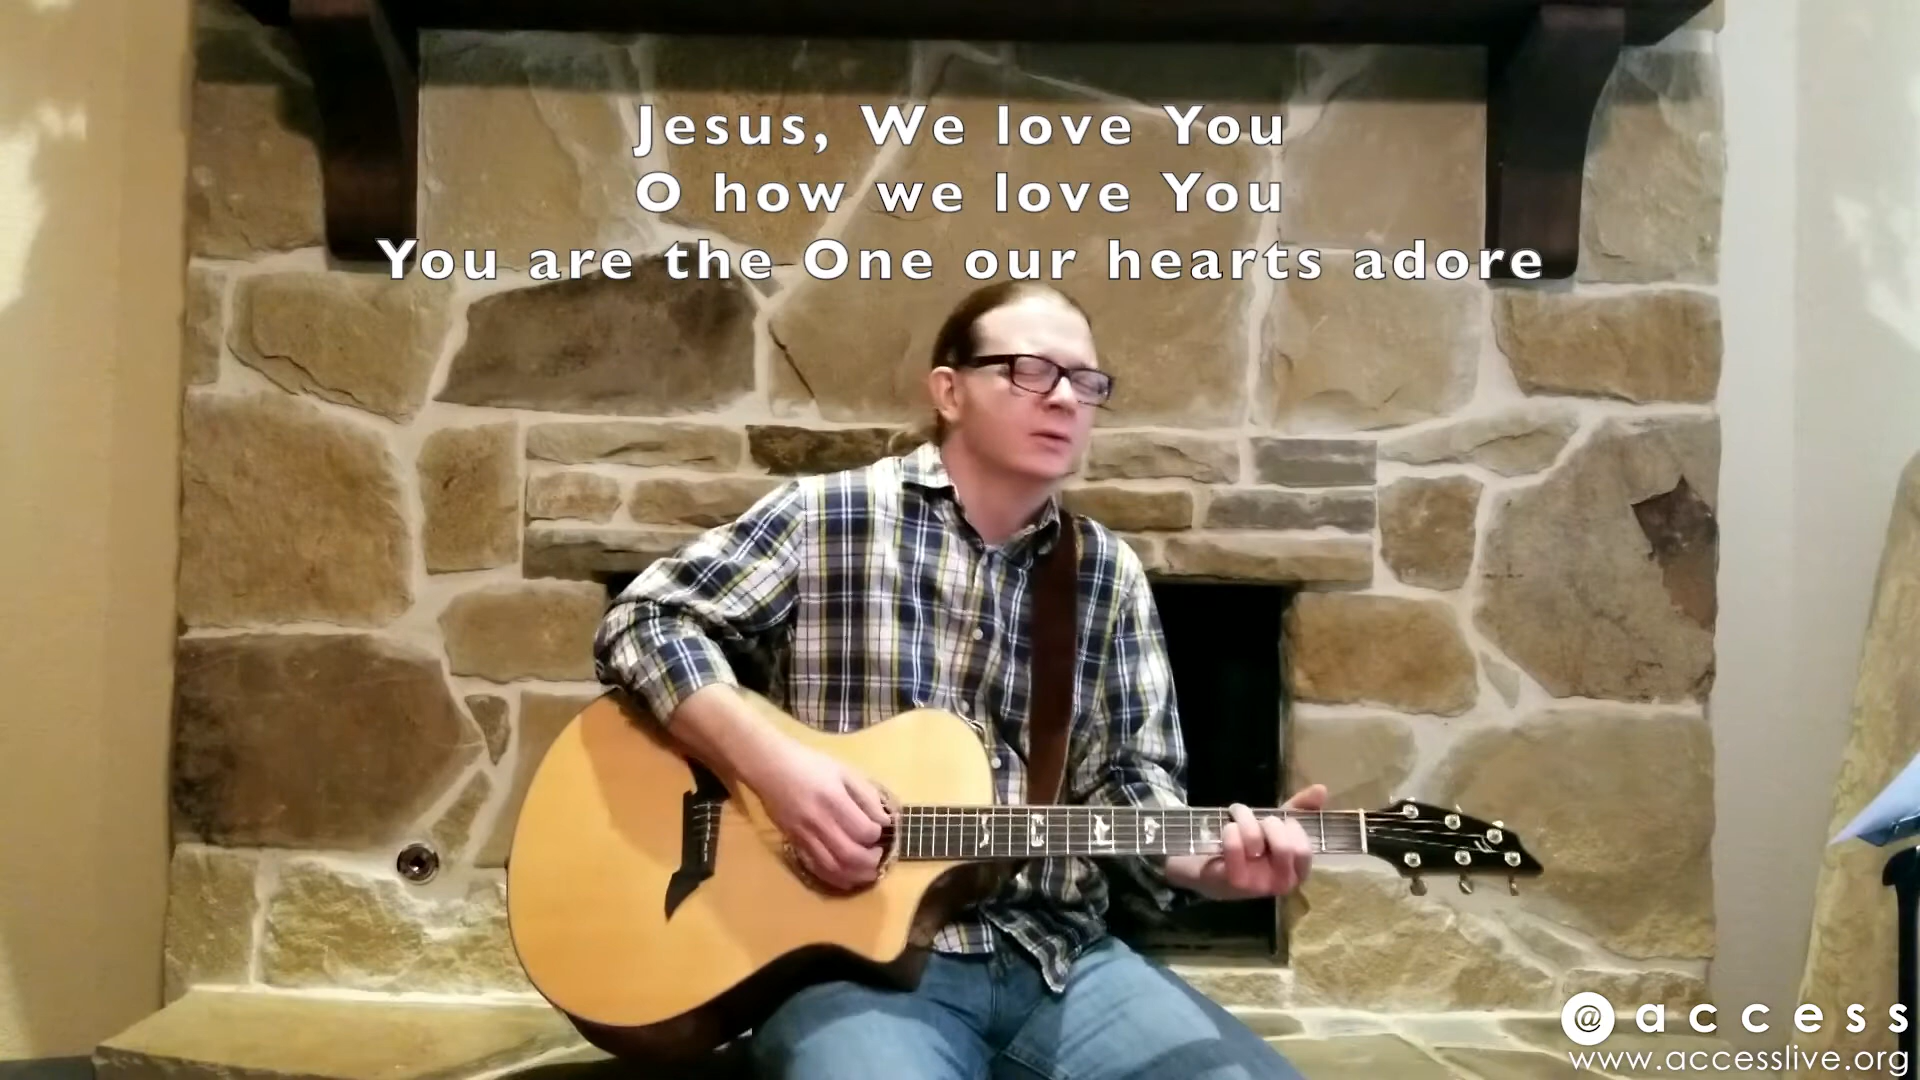 Jesus, We love You
O how we love You
You are the One our hearts adore
@ access
www.accesslive.org